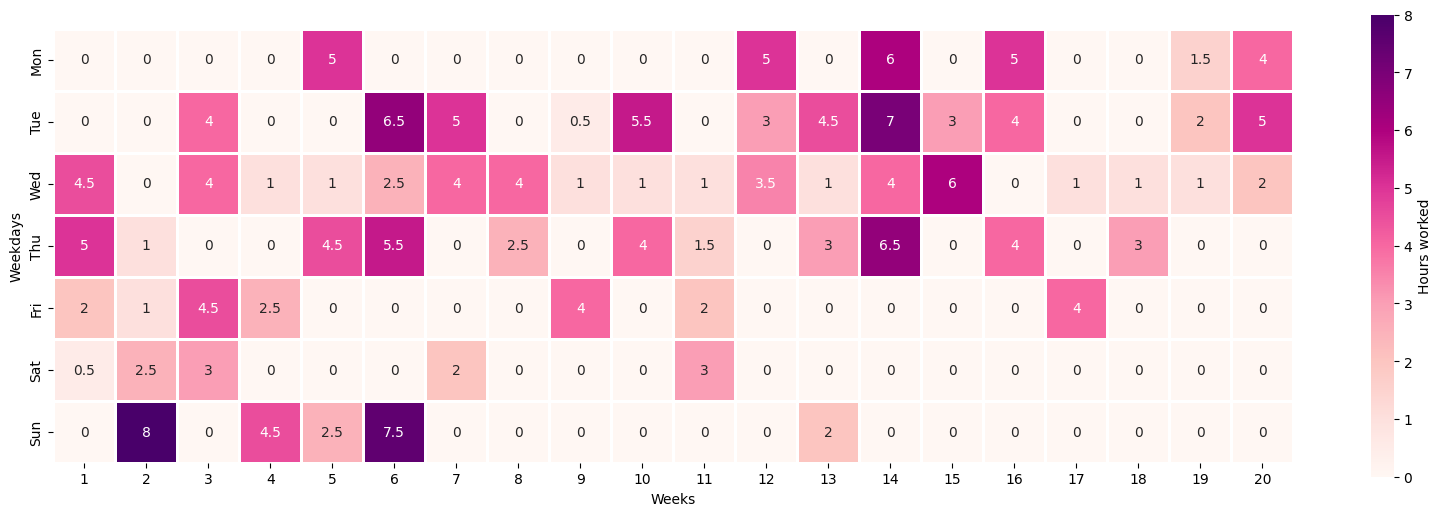 Mon 0 0 0 0 5 0 0 0 0 0 0 5 0 6 0 5 0 0 1.5 4
Tue 0 0 4 0 0 6.5 5 0 0.5 5.5 0 3 4.5 7 3 4 0 0 2 5
Wed 4.5 0 4 1 1 2.5 4 4 1 1 1 3.5 1 4 6 0 1 1 1 2
Thu 5 1 0 0 4.5 5.5 0 2.5 0 4 1.5 0 3 6.5 0 4 0 3 0 0
Fri 2 1 4.5 2.5 0 0 0 0 4 0 2 0 0 0 0 0 4 0 0 0
Sat 0.5 2.5 3 0 0 0 2 0 0 0 3 0 0 0 0 0 0 0 0 0
Sun 0 8 0 4.5 2.5 7.5 0 0 0 0 0 0 2 0 0 0 0 0 0 0
1 2 3 4 5 6 7 8 9 10 11 12 13 14 15 16 17 18 19 20
Weeks
Weekdays
8
7
6
5
4
3
2
1
0
Hours worked